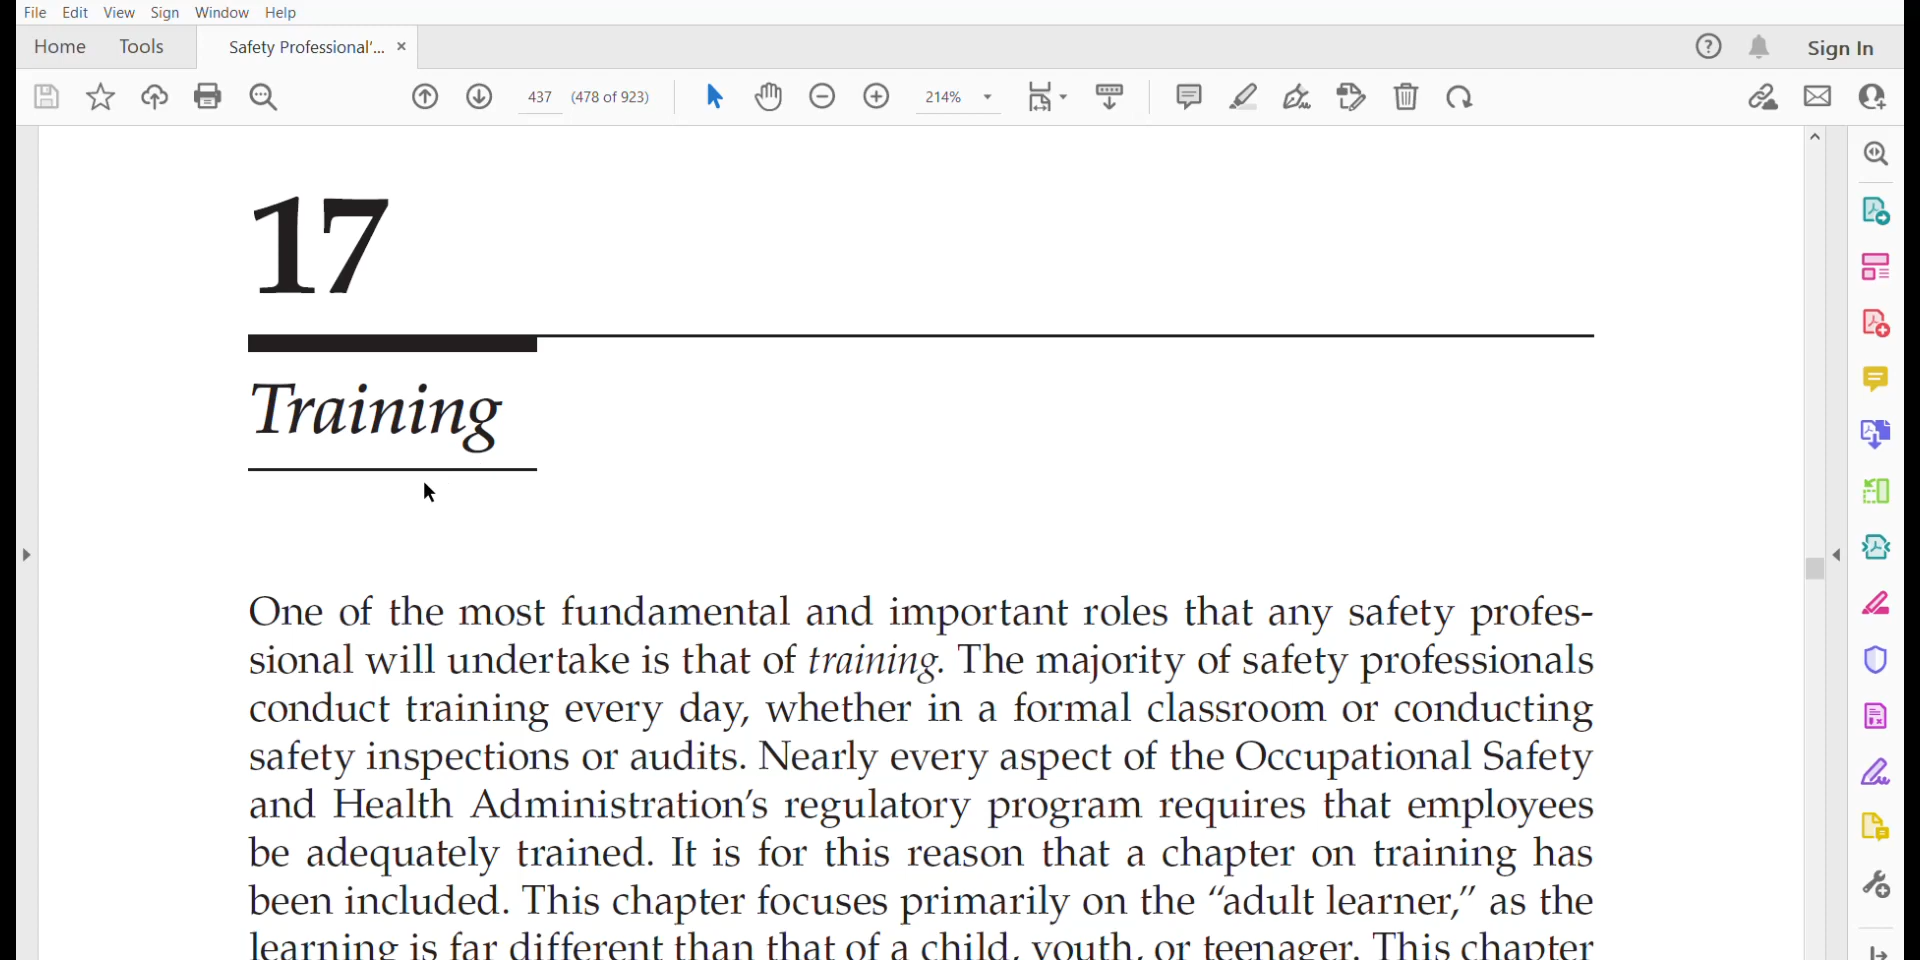 File Edit View Sign Window Help
Home Tools Safety Professional'... ×
Sign In
437 (478 of 923) 214%
17
Training
One of the most fundamental and important roles that any safety profes-
sional will undertake is that of training. The majority of safety professionals
conduct training every day, whether in a formal classroom or conducting
safety inspections or audits. Nearly every aspect of the Occupational Safety
and Health Administration's regulatory program requires that employees
be adequately trained. It is for this reason that a chapter on training has
been included. This chapter focuses primarily on the “adult learner,” as the
learning is far different than that of a child, youth, or teenager. This chapter